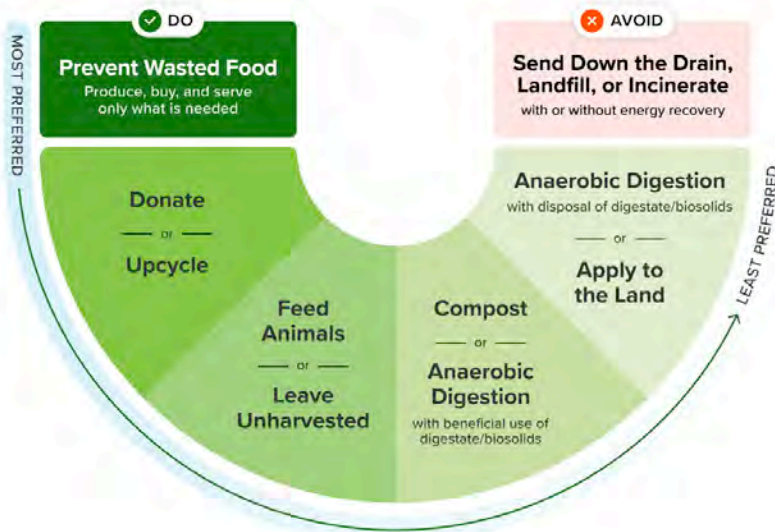 DO
Prevent Wasted Food
Produce, buy, and serve
only what is needed
AVOID
Send Down the Drain,
Landfill, or Incinerate
with or without energy recovery
MOST PREFERRED
Donate
or
Upcycle
Feed
Animals
or
Leave
Unharvested
Compost
or
Anaerobic
Digestion
with beneficial use of
digestate/biosolids
Anaerobic Digestion
with disposal of digestate/biosolids
or
Apply to
the Land
LEAST PREFERRED